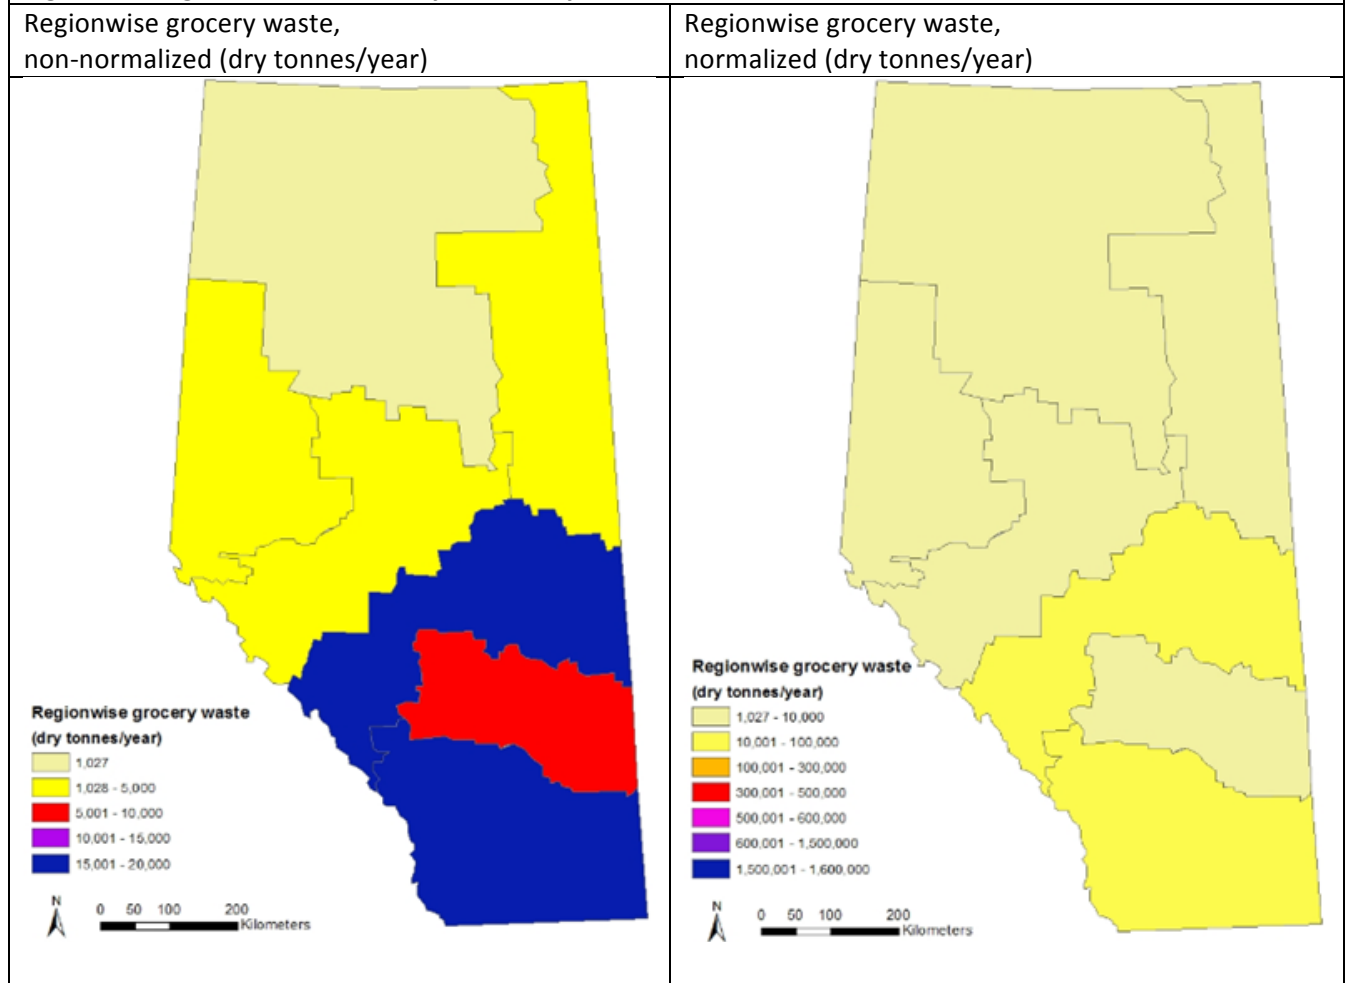 Regionwise grocery waste,
non-normalized (dry tonnes/year)
Regionwise grocery waste,
normalized (dry tonnes/year)
Regionwise grocery waste
(dry tonnes/year)
1,027
1,028 - 5,000
5,001 - 10,000
10,001 - 15,000
15,001 - 20,000
N
0 50 100 200
Kilometers
Regionwise grocery waste
(dry tonnes/year)
1,027 - 10,000
10,001 - 100,000
100,001 - 300,000
300,001 - 500,000
500,001 - 600,000
600,001 - 1,500,000
1,500,001 - 1,600,000
N
0 50 100 200
Kilometers